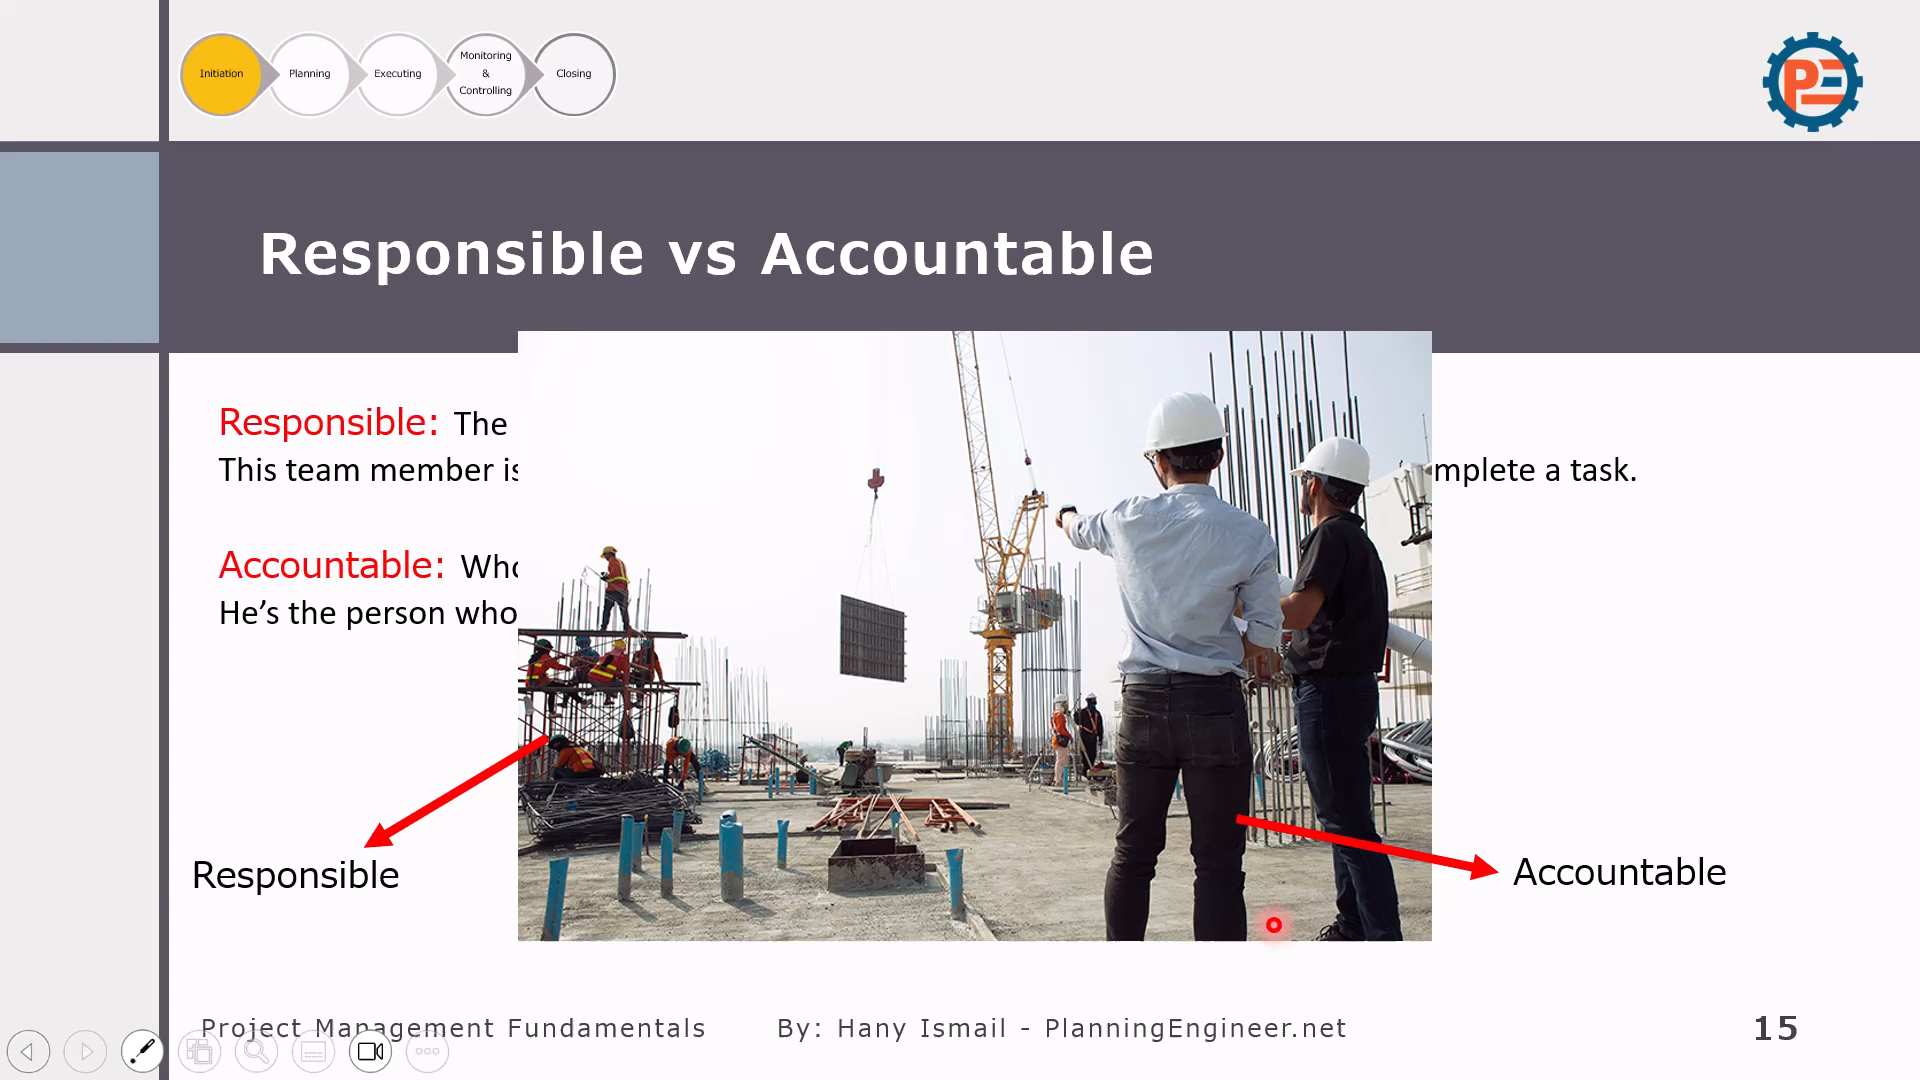 Initiation
Planning
Executing
Monitoring
&
Controlling
Closing
PE
Responsible vs Accountable
Responsible: The
This team member is
mplete a task.
Accountable:
He's the person who
Responsible
Accountable
Project Management Fundamentals
By: Hany Ismail - PlanningEngineer.net
15